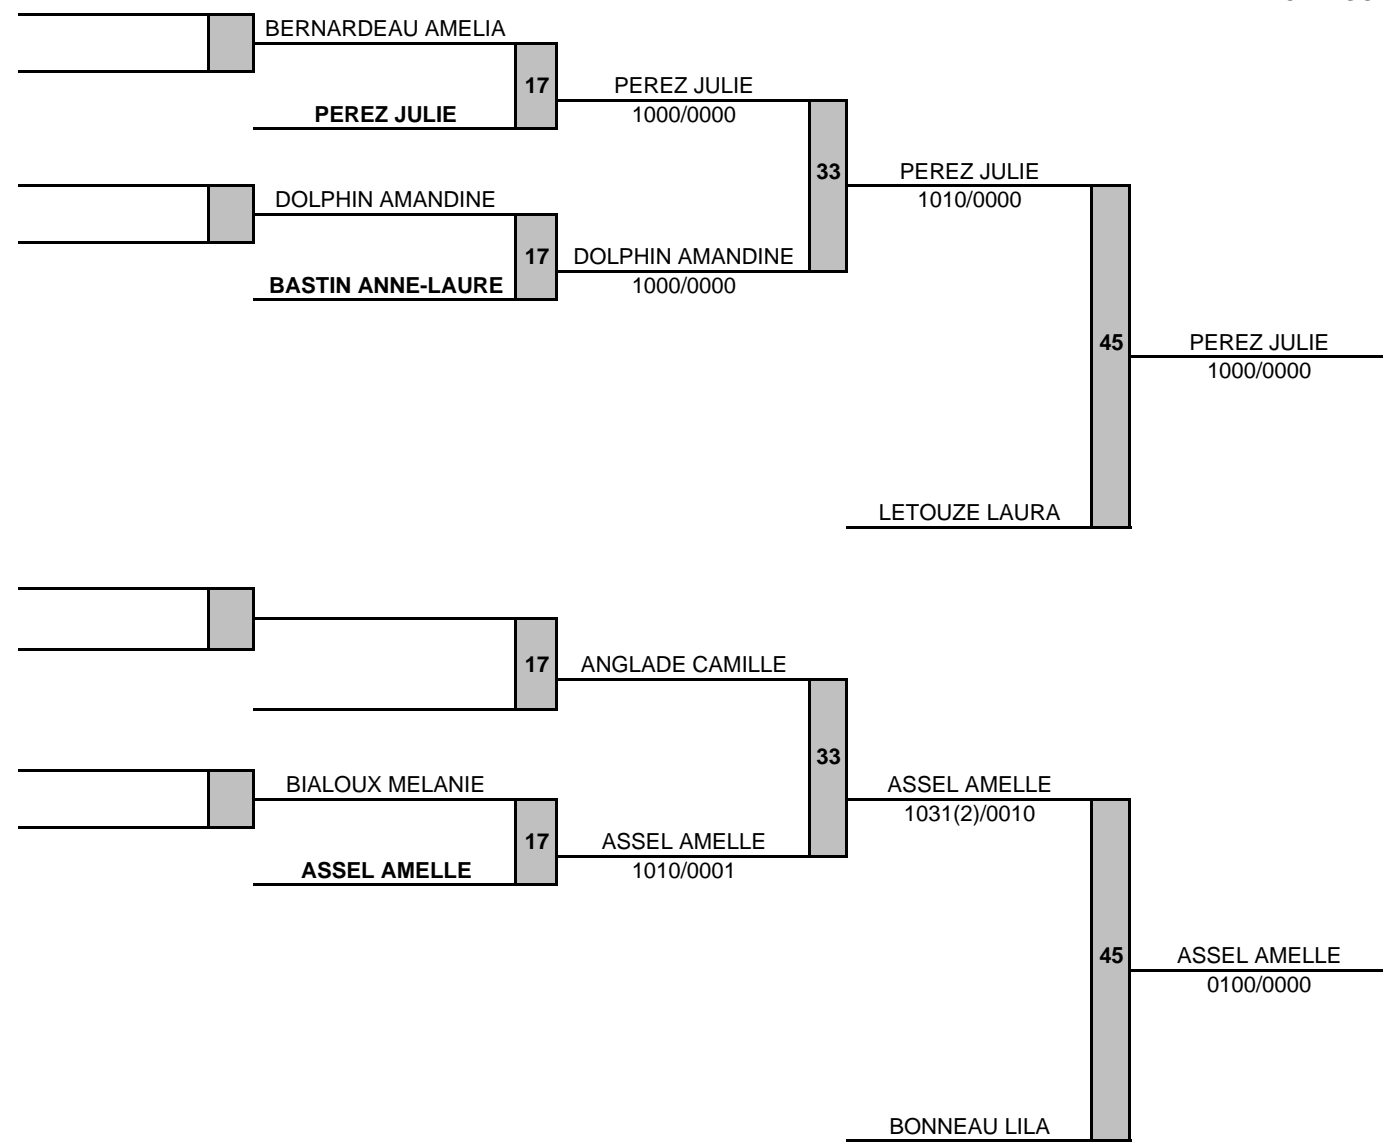 BERNARDEAU AMELIA
17
PEREZ JULIE
PEREZ JULIE
1000/0000
33
PEREZ JULIE
1010/0000
DOLPHIN AMANDINE
17
DOLPHIN AMANDINE
BASTIN ANNE-LAURE
1000/0000
45
PEREZ JULIE
1000/0000
LETOUZE LAURA
17
ANGLADE CAMILLE
33
BIALOUX MELANIE
ASSEL AMELLE
1031(2)/0010
17
ASSEL AMELLE
ASSEL AMELLE
1010/0001
45
ASSEL AMELLE
0100/0000
BONNEAU LILA